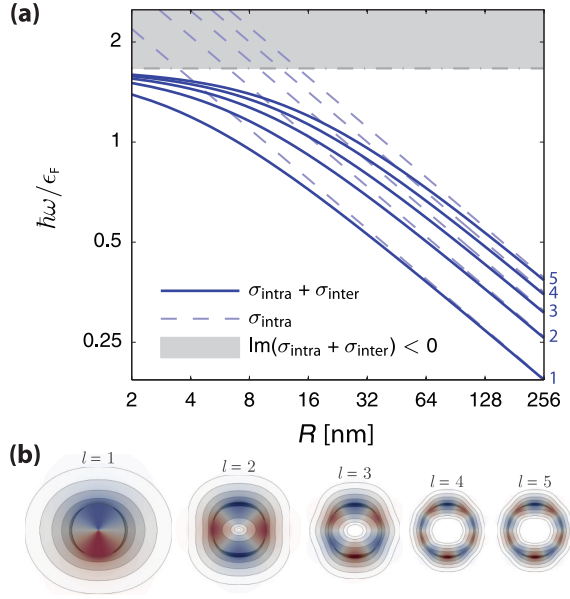 (a)
2
1
0.5
0.25
ħω/ϵF
σintra + σinter
σintra
Im(σintra + σinter) < 0
5
4
3
2
1
2 4 8 16 32 64 128 256
R [nm]
(b)
l = 1 l = 2 l = 3 l = 4 l = 5